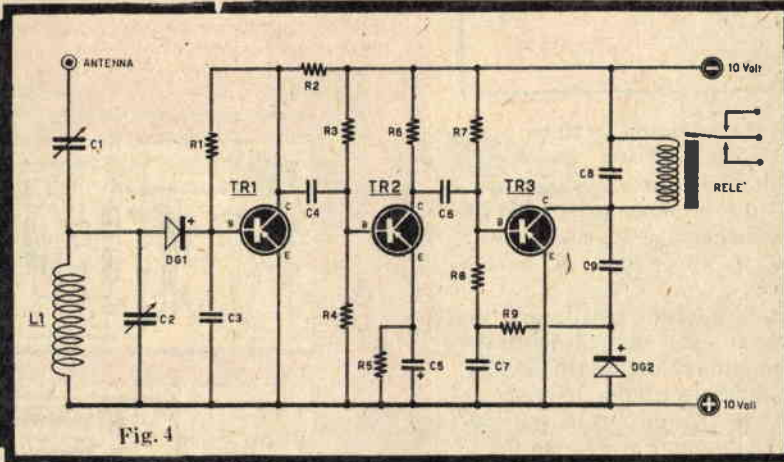 ANTENNA
10 Volt
R2
C1
R1
R3
R6
R7
C8
RELE'
TR1
TR2
TR3
C4
C6
C
C
C
B
B
B
E
E
E
DG1
+
L1
C2
C3
R4
R8
C9
R9
R5
C5
+
C7
+
DG2
10 Volt
Fig. 4